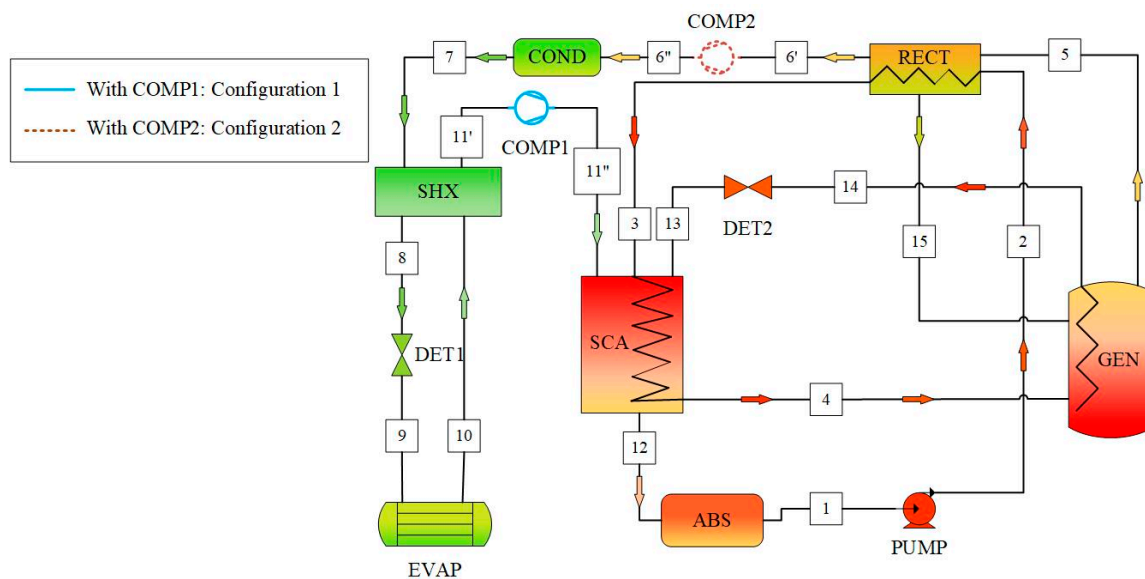 COMP2
7
COND
6"
6'
RECT
5
With COMP1: Configuration 1
With COMP2: Configuration 2
11'
COMP1
11"
SHX
3
13
DET2
14
15
2
8
DET1
SCA
GEN
4
9
10
12
ABS
1
PUMP
EVAP